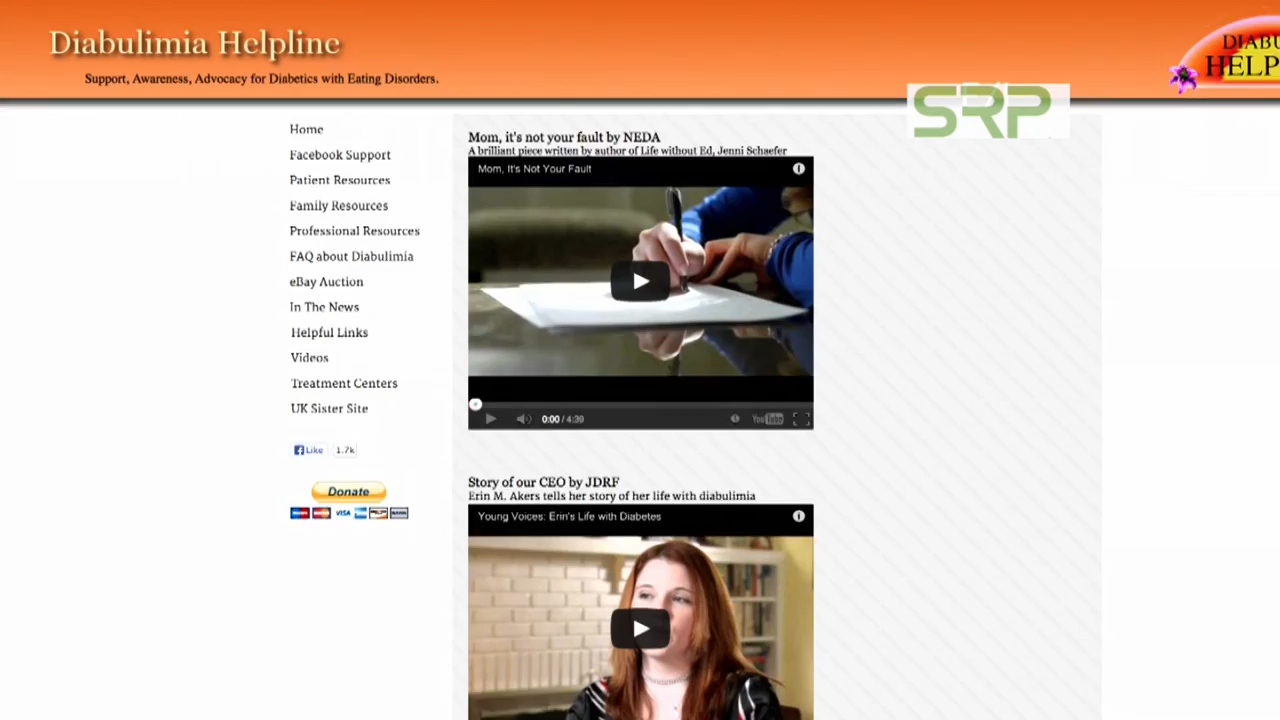 Diabulimia Helpline
Support, Awareness, Advocacy for Diabetics with Eating Disorders.
DIABU
HELP
SRP
Home
Facebook Support
Patient Resources
Family Resources
Professional Resources
FAQ about Diabulimia
eBay Auction
In The News
Helpful Links
Videos
Treatment Centers
UK Sister Site
Like 1.7k
Donate
VISA
Mom, it's not your fault by NEDA
A brilliant piece written by author of Life without Ed, Jenni Schaefer
Mom, It's Not Your Fault
0:00 / 4:39
YouTube
Story of our CEO by JDRF
Erin M. Akers tells her story of her life with diabulimia
Young Voices: Erin's Life with Diabetes